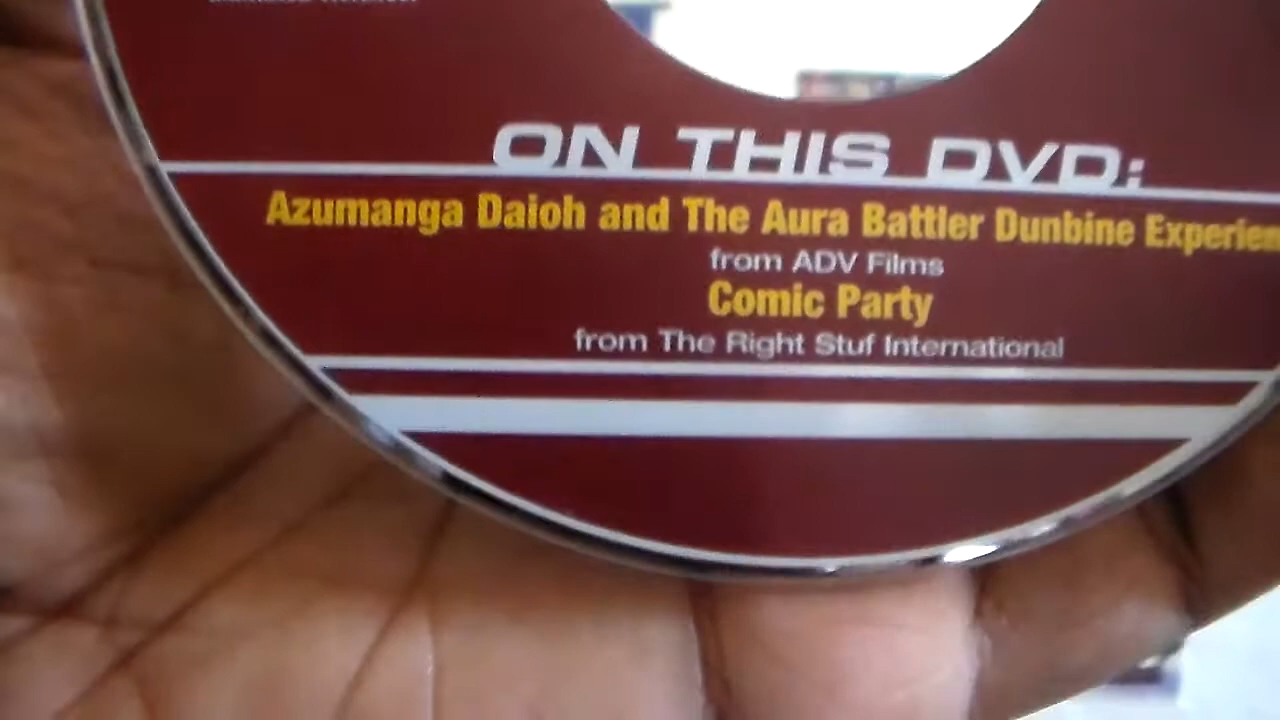 ON THIS DVD:
Azumanga Daioh and The Aura Battler Dunbine
from ADV Films
Comic Party
from The Right Stuf International